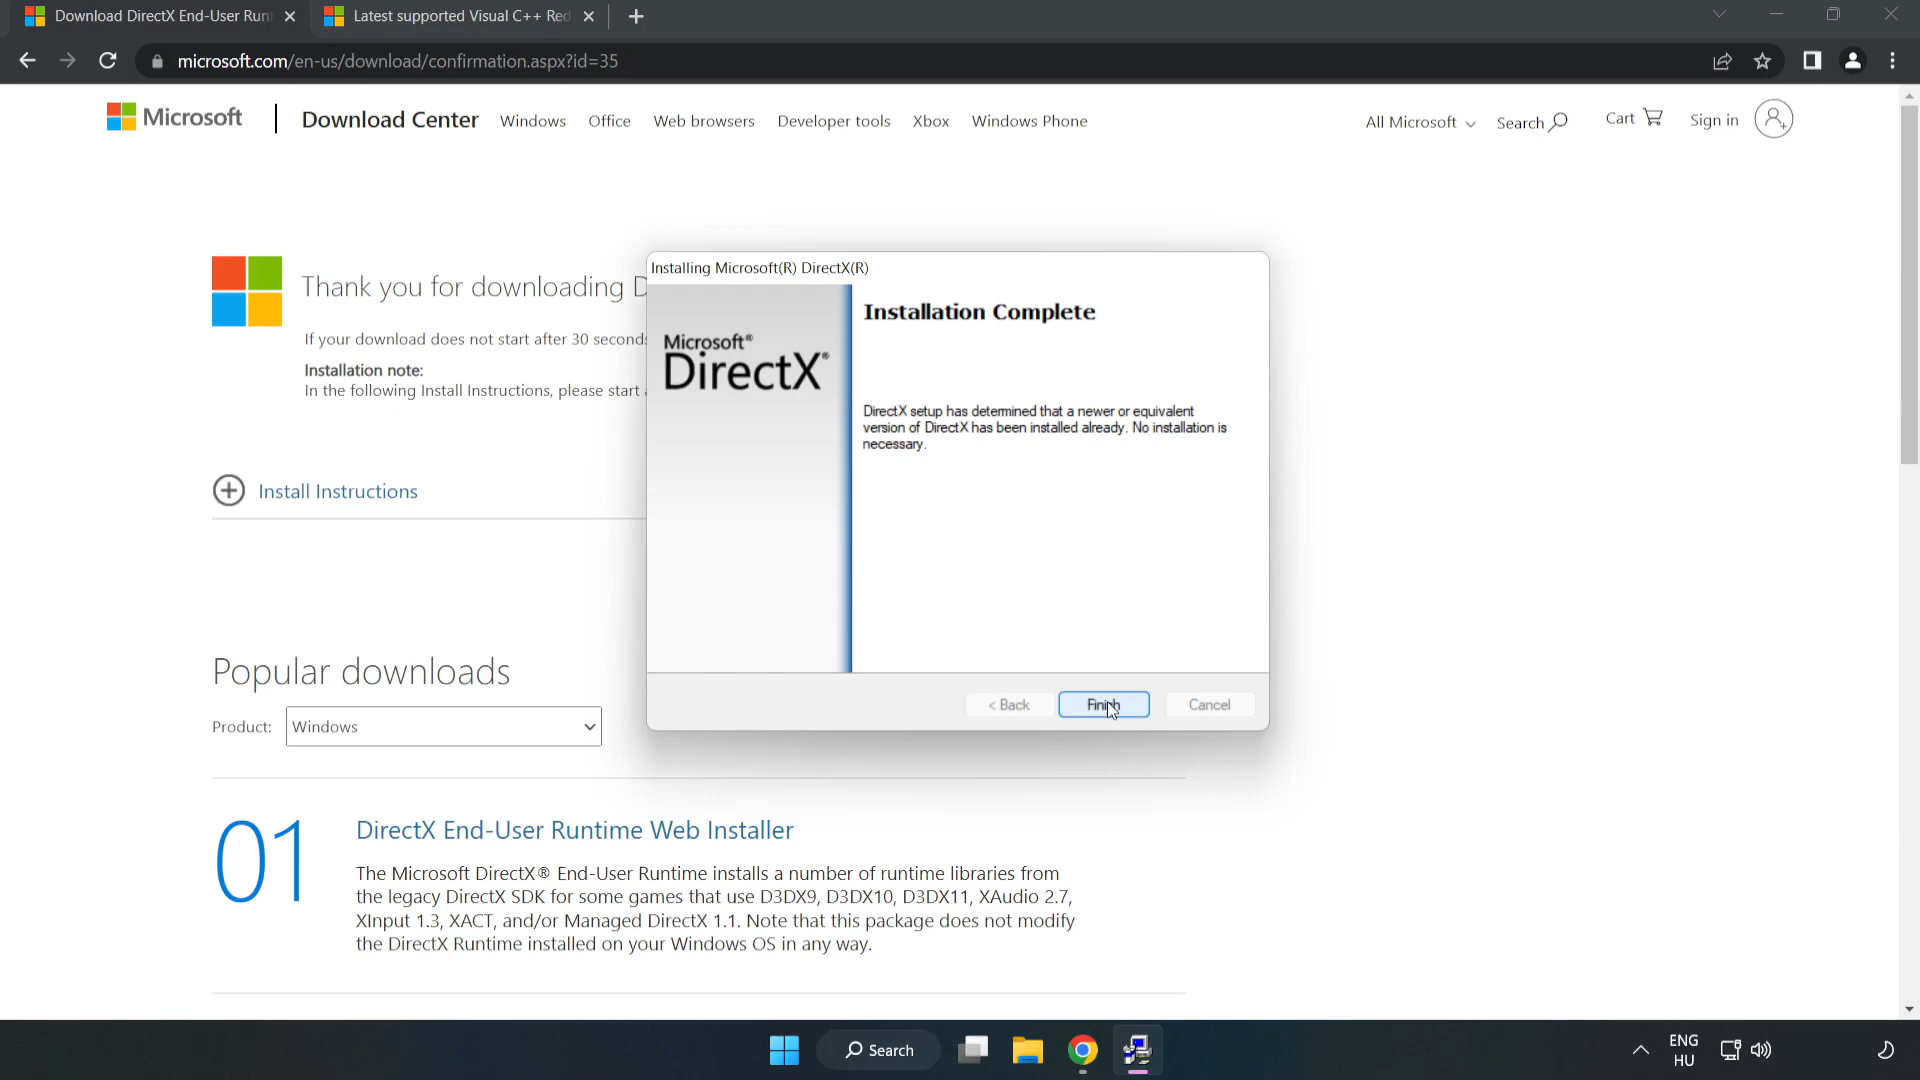 Download DirectX End-User Runt
Latest supported Visual C++ Red
microsoft.com/en-us/download/confirmation.aspx?id=35
Microsoft
Download Center
Windows
Office
Web browsers
Developer tools
Xbox
Windows Phone
All Microsoft
Search
Cart
Sign in
Thank you for downloading D
If your download does not start after 30 seconds
Installation note:
In the following Install Instructions, please start a
Install Instructions
Installing Microsoft(R) DirectX(R)
Microsoft®
DirectX®
Installation Complete
DirectX setup has determined that a newer or equivalent
version of DirectX has been installed already. No installation is
necessary.
< Back
Finish
Cancel
Popular downloads
Product:
Windows
01
DirectX End-User Runtime Web Installer
The Microsoft DirectX® End-User Runtime installs a number of runtime libraries from
the legacy DirectX SDK for some games that use D3DX9, D3DX10, D3DX11, XAudio 2.7,
XInput 1.3, XACT, and/or Managed DirectX 1.1. Note that this package does not modify
the DirectX Runtime installed on your Windows OS in any way.
Search
ENG
HU